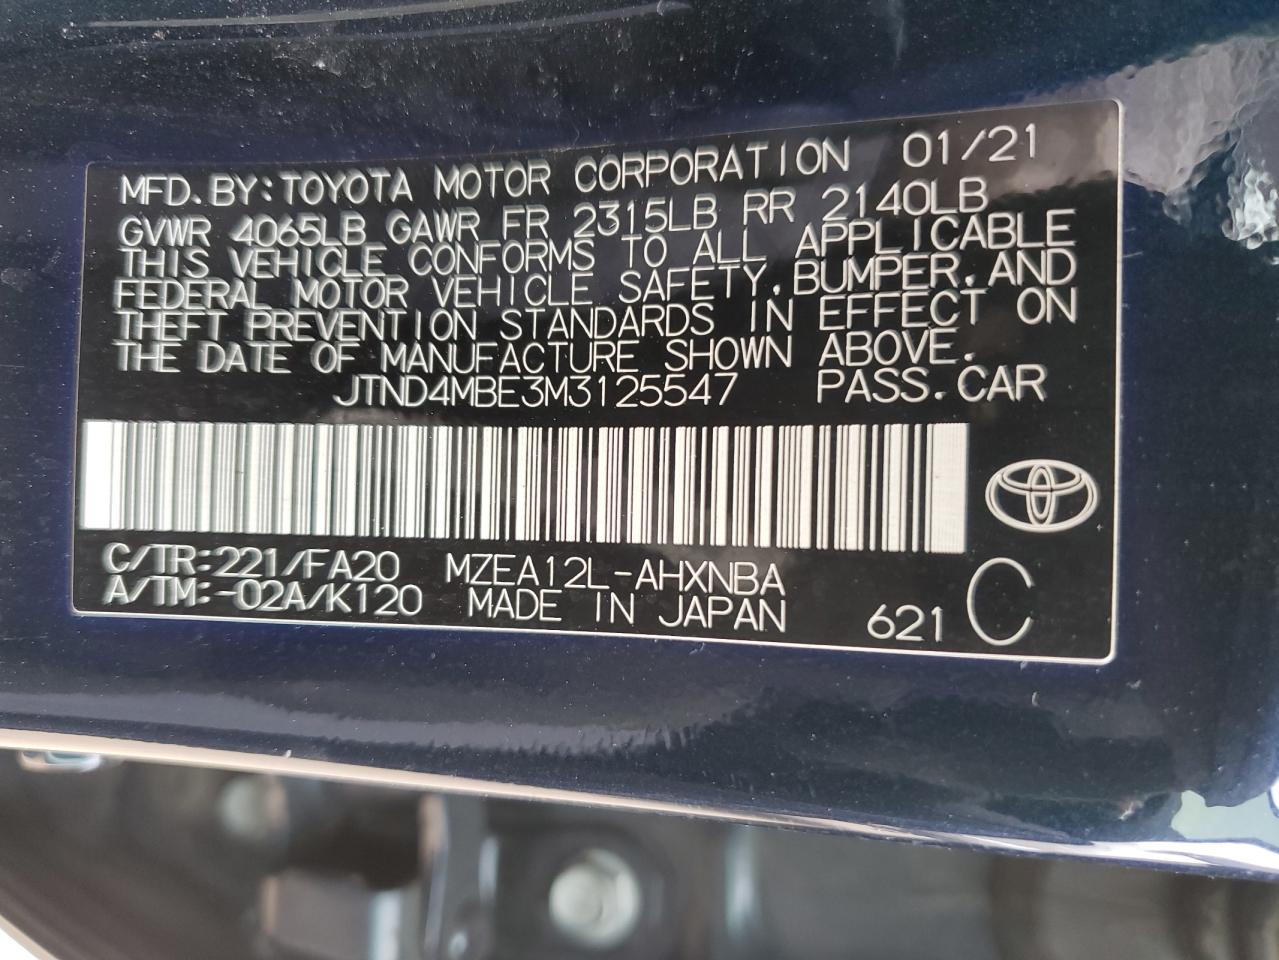 MFD.BY:TOYOTA MOTOR CORPORATION 01/21
GVWR 4065LB GAWR FR 2315LB RR 2140LB
THIS VEHICLE CONFORMS TO ALL APPLICABLE
FEDERAL MOTOR VEHICLE SAFETY,BUMPER,AND
THEFT PREVENTION STANDARDS IN EFFECT ON
THE DATE OF MANUFACTURE SHOWN ABOVE.
JTND4MBE3M3125547 PASS.CAR
C/TR:221/FA20 MZEA12L-AHXNBA
A/TM:-02A/K120 MADE IN JAPAN 621 C